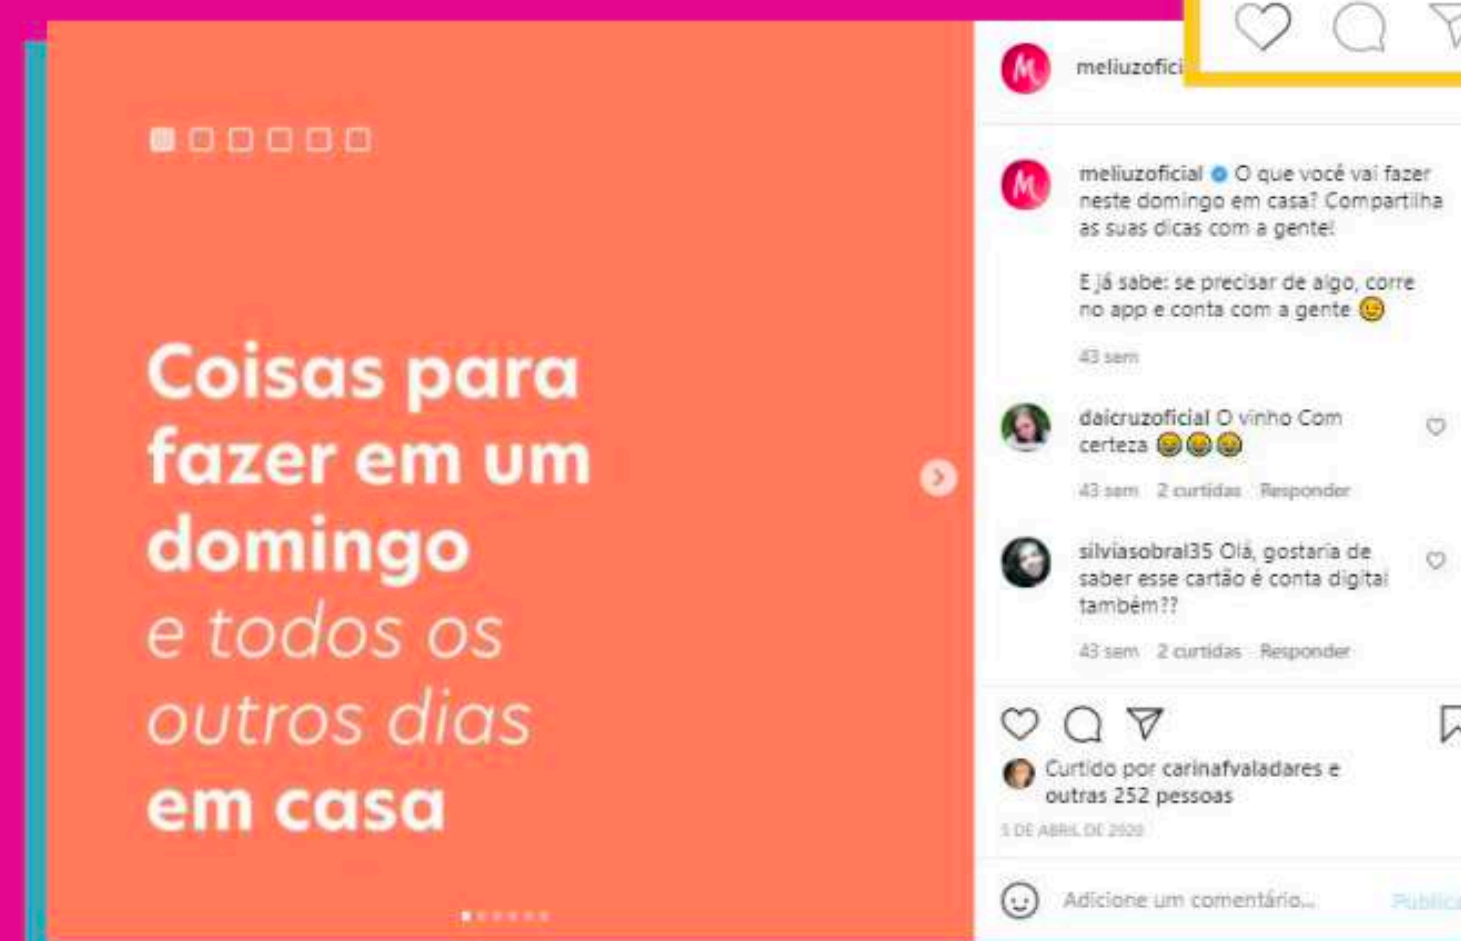 Coisas para
fazer em um
domingo
e todos os
outros dias
em casa
meliuzofici
meliuzoficial O que você vai fazer
neste domingo em casa? Compartilha
as suas dicas com a gente!
E já sabe: se precisar de algo, corre
no app e conta com a gente 😉
43 sem
daicruzoficial O vinho Com
certeza 😂😂😂
43 sem 2 curtidas Responder
silviasobral35 Olá, gostaria de
saber esse cartão é conta digital
também??
43 sem 2 curtidas Responder
Curtido por carinafvaladares e
outras 252 pessoas
5 DE ABRIL DE 2020
Adicione um comentário... Publica